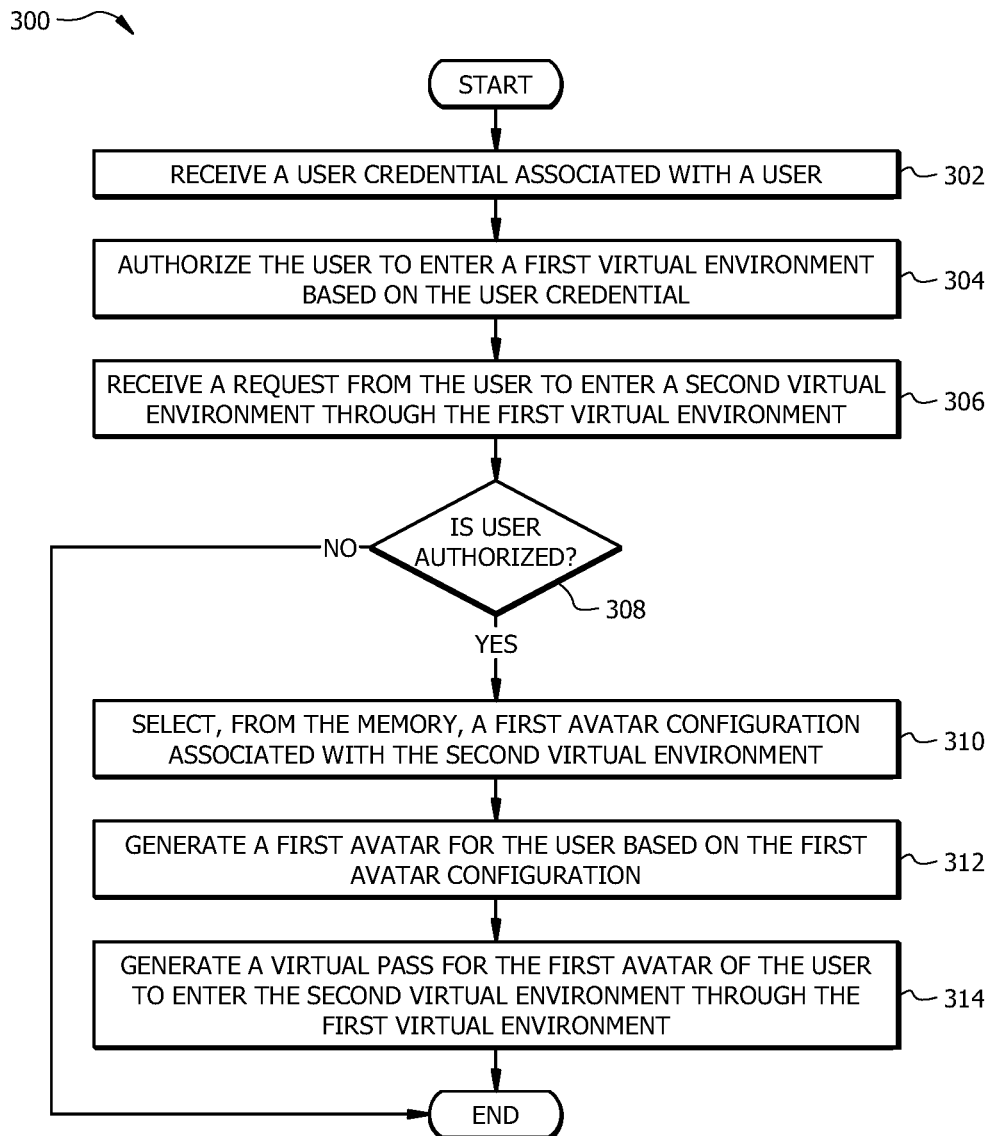 300
START
RECEIVE A USER CREDENTIAL ASSOCIATED WITH A USER
302
AUTHORIZE THE USER TO ENTER A FIRST VIRTUAL ENVIRONMENT
BASED ON THE USER CREDENTIAL
304
RECEIVE A REQUEST FROM THE USER TO ENTER A SECOND VIRTUAL
ENVIRONMENT THROUGH THE FIRST VIRTUAL ENVIRONMENT
306
IS USER
AUTHORIZED?
NO
308
YES
SELECT, FROM THE MEMORY, A FIRST AVATAR CONFIGURATION
ASSOCIATED WITH THE SECOND VIRTUAL ENVIRONMENT
310
GENERATE A FIRST AVATAR FOR THE USER BASED ON THE FIRST
AVATAR CONFIGURATION
312
GENERATE A VIRTUAL PASS FOR THE FIRST AVATAR OF THE USER
TO ENTER THE SECOND VIRTUAL ENVIRONMENT THROUGH THE
FIRST VIRTUAL ENVIRONMENT
314
END